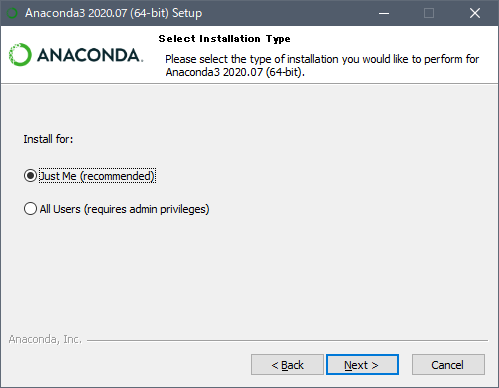 Anaconda3 2020.07 (64-bit) Setup
ANACONDA.
Select Installation Type
Please select the type of installation you would like to perform for
Anaconda3 2020.07 (64-bit).
Install for:
Just Me (recommended)
All Users (requires admin privileges)
Anaconda, Inc.
< Back
Next >
Cancel